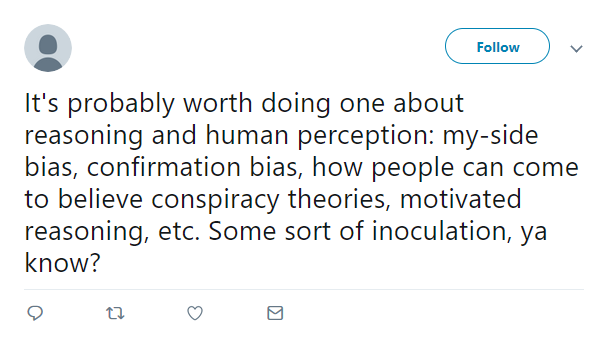 Follow
It's probably worth doing one about
reasoning and human perception: my-side
bias, confirmation bias, how people can come
to believe conspiracy theories, motivated
reasoning, etc. Some sort of inoculation, ya
know?